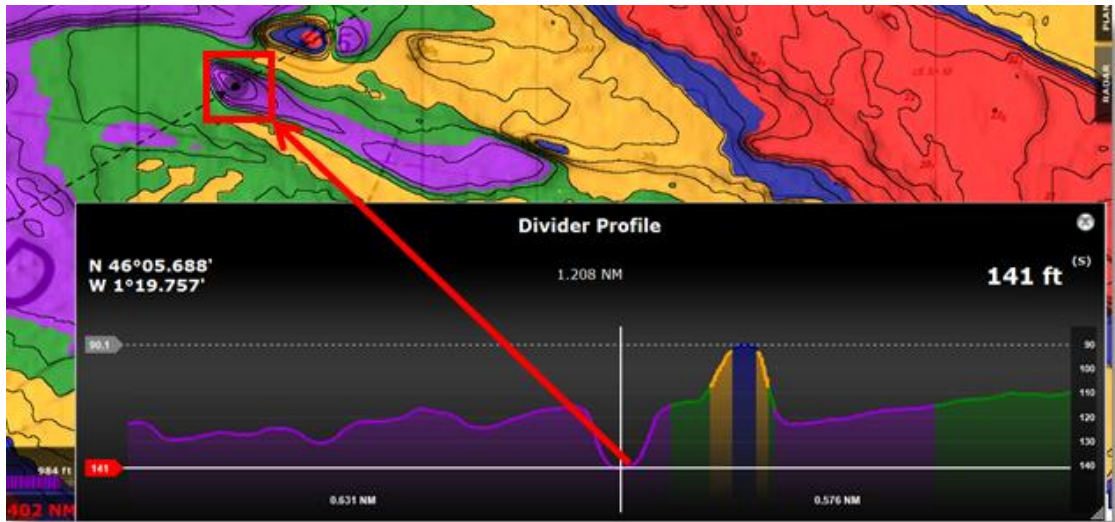 PLAN
RADAR
Divider Profile
N 46°05.688'
W 1°19.757'
1.208 NM
141 ft (S)
90.1
90
100
110
120
130
140
984 ft
141
0.631 NM
0.576 NM
402 NM